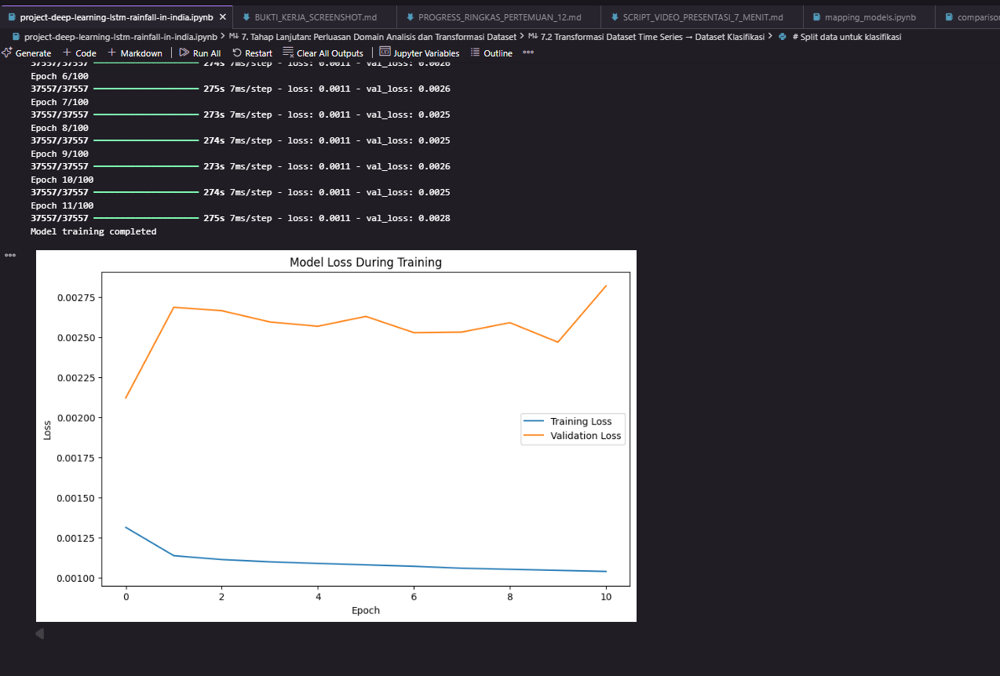 project-deep-learning-lstm-rainfall-in-india.ipynb BUKTI_KERJA_SCREENSHOT.md PROGRESS_RINGKAS_PERTEMUAN_12.md SCRIPT_VIDEO_PRESENTASI_7_MENIT.md mapping_models.ipynb compariso
project-deep-learning-lstm-rainfall-in-india.ipynb > M↓ 7. Tahap Lanjutan: Perluasan Domain Analisis dan Transformasi Dataset > M↓ 7.2 Transformasi Dataset Time Series → Dataset Klasifikasi > # Split data untuk klasifikasi
Generate + Code + Markdown Run All Restart Clear All Outputs Jupyter Variables Outline
37557/37557 274s 7ms/step - loss: 0.0011 - val_loss: 0.0026
Epoch 6/100
37557/37557 275s 7ms/step - loss: 0.0011 - val_loss: 0.0026
Epoch 7/100
37557/37557 273s 7ms/step - loss: 0.0011 - val_loss: 0.0025
Epoch 8/100
37557/37557 274s 7ms/step - loss: 0.0011 - val_loss: 0.0025
Epoch 9/100
37557/37557 273s 7ms/step - loss: 0.0011 - val_loss: 0.0026
Epoch 10/100
37557/37557 274s 7ms/step - loss: 0.0011 - val_loss: 0.0025
Epoch 11/100
37557/37557 275s 7ms/step - loss: 0.0011 - val_loss: 0.0028
Model training completed
Model Loss During Training
0.00275
0.00250
0.00225
0.00200
0.00175
0.00150
0.00125
0.00100
Loss
Training Loss
Validation Loss
0 2 4 6 8 10
Epoch